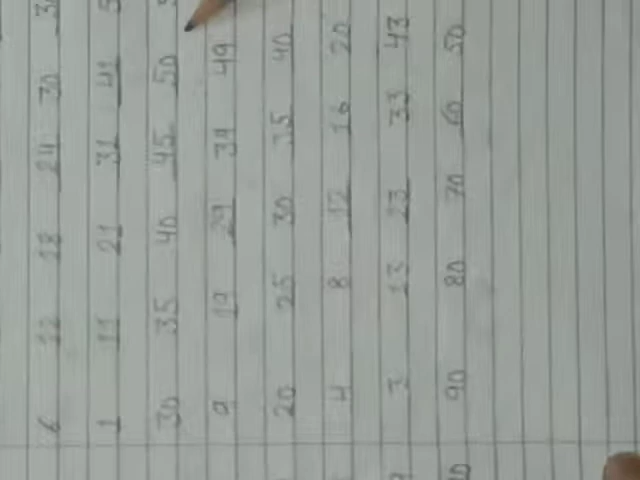 6 12 18 24 30
1 11 21 31 41
30 35 40 45 50
9 19 29 39 49
20 25 30 35 40
4 8 12 16 20
3 13 23 33 43
90 80 70 60 50